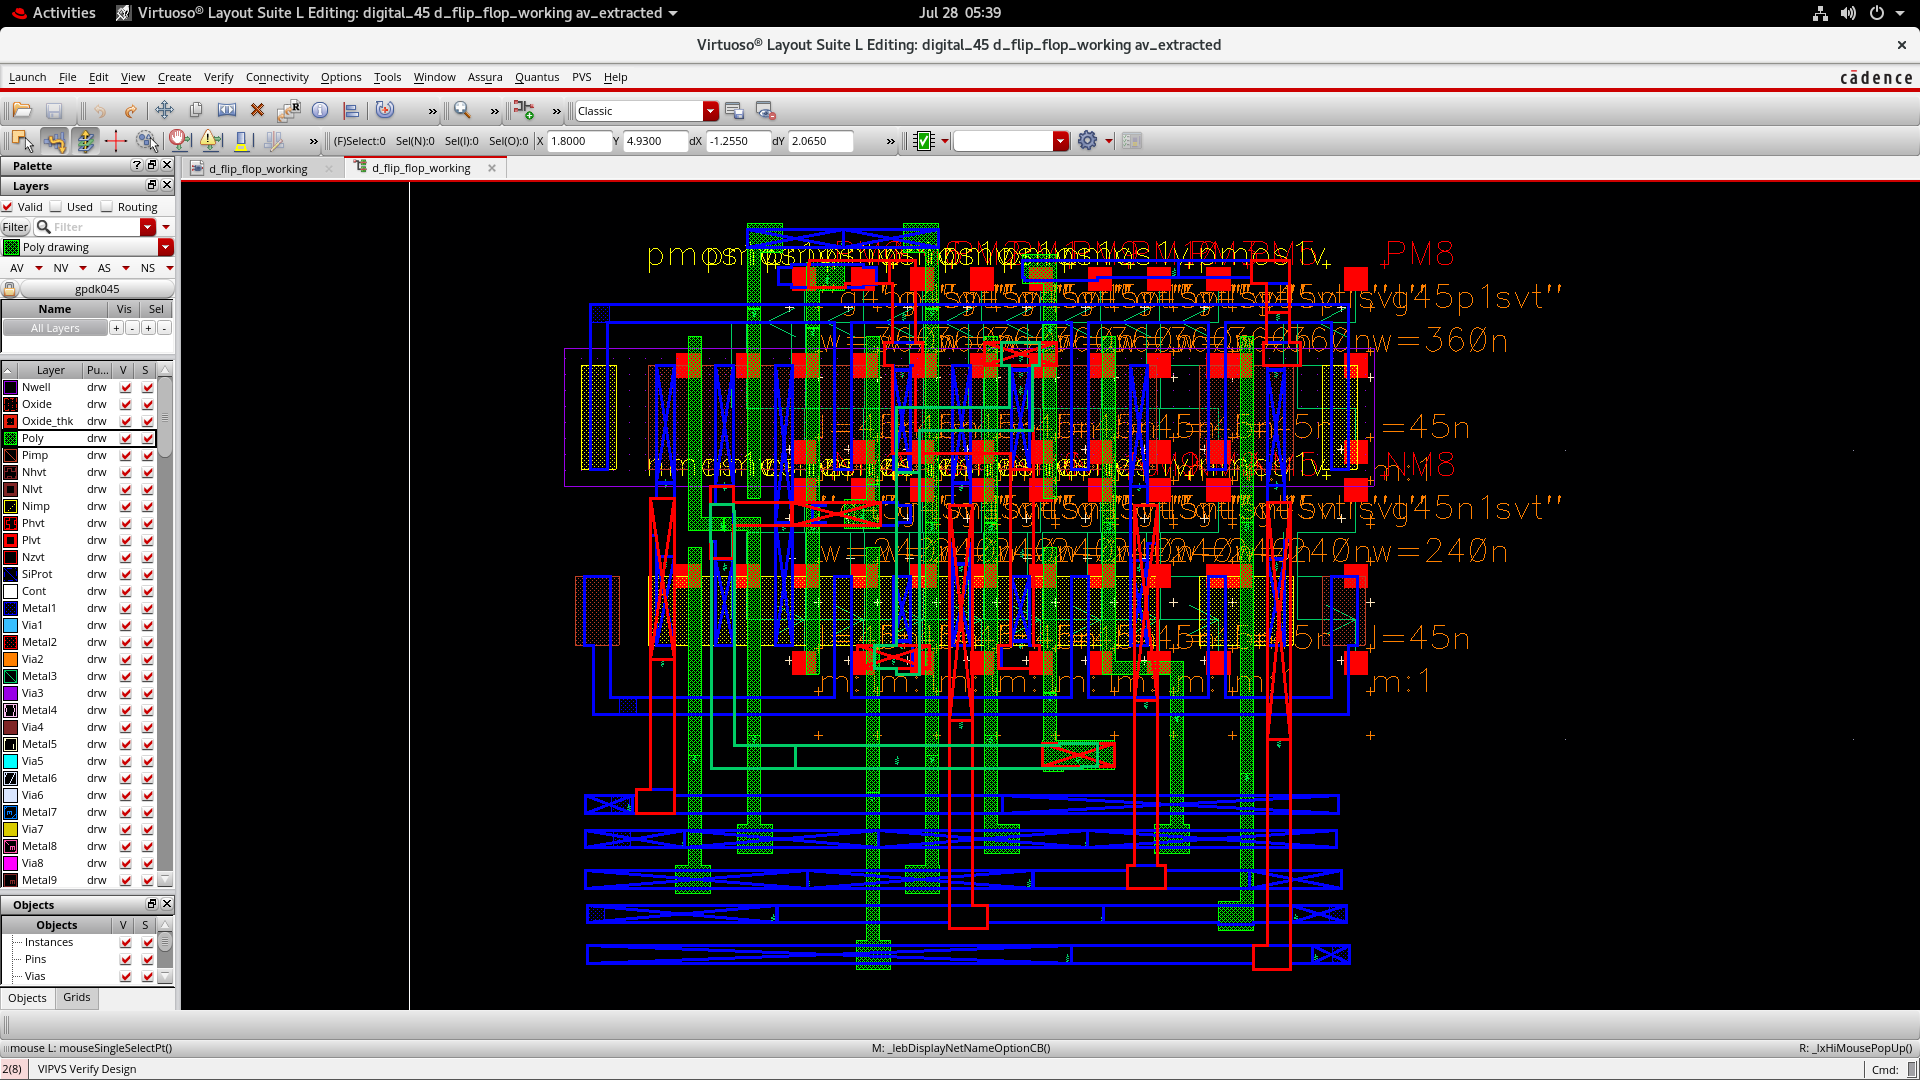 Activities
Virtuoso® Layout Suite L Editing: digital_45 d_flip_flop_working av_extracted
Jul 28 05:39
Virtuoso® Layout Suite L Editing: digital_45 d_flip_flop_working av_extracted
Launch File Edit View Create Verify Connectivity Options Tools Window Assura Quantus PVS Help
cādence
Classic
(F)Select:0 Sel(N):0 Sel(I):0 Sel(O):0 X 1.8000 Y 4.9300 dX -1.2550 dY 2.0650
Palette
d_flip_flop_working
d_flip_flop_working
Layers
Valid Used Routing
Filter Filter
Poly drawing
AV NV AS NS
gpdk045
Name Vis Sel
All Layers + - + -
Layer Pu... V S
Nwell drw
Oxide drw
Oxide_thk drw
Poly drw
Pimp drw
Nhvt drw
Nlvt drw
Nimp drw
Phvt drw
Plvt drw
Nzvt drw
SiProt drw
Cont drw
Metal1 drw
Via1 drw
Metal2 drw
Via2 drw
Metal3 drw
Via3 drw
Metal4 drw
Via4 drw
Metal5 drw
Via5 drw
Metal6 drw
Via6 drw
Metal7 drw
Via7 drw
Metal8 drw
Via8 drw
Metal9 drw
Objects
Objects V S
Instances
Pins
Vias
Objects Grids
PM8
45p1svt"
w=360n
l=45n
NM8
m:1
45n1svt"
w=240n
l=45n
m:1
mouse L: mouseSingleSelectPt()
M: _lebDisplayNetNameOptionCB()
R: _lxHiMousePopUp()
2(8) VIPVS Verify Design
Cmd: